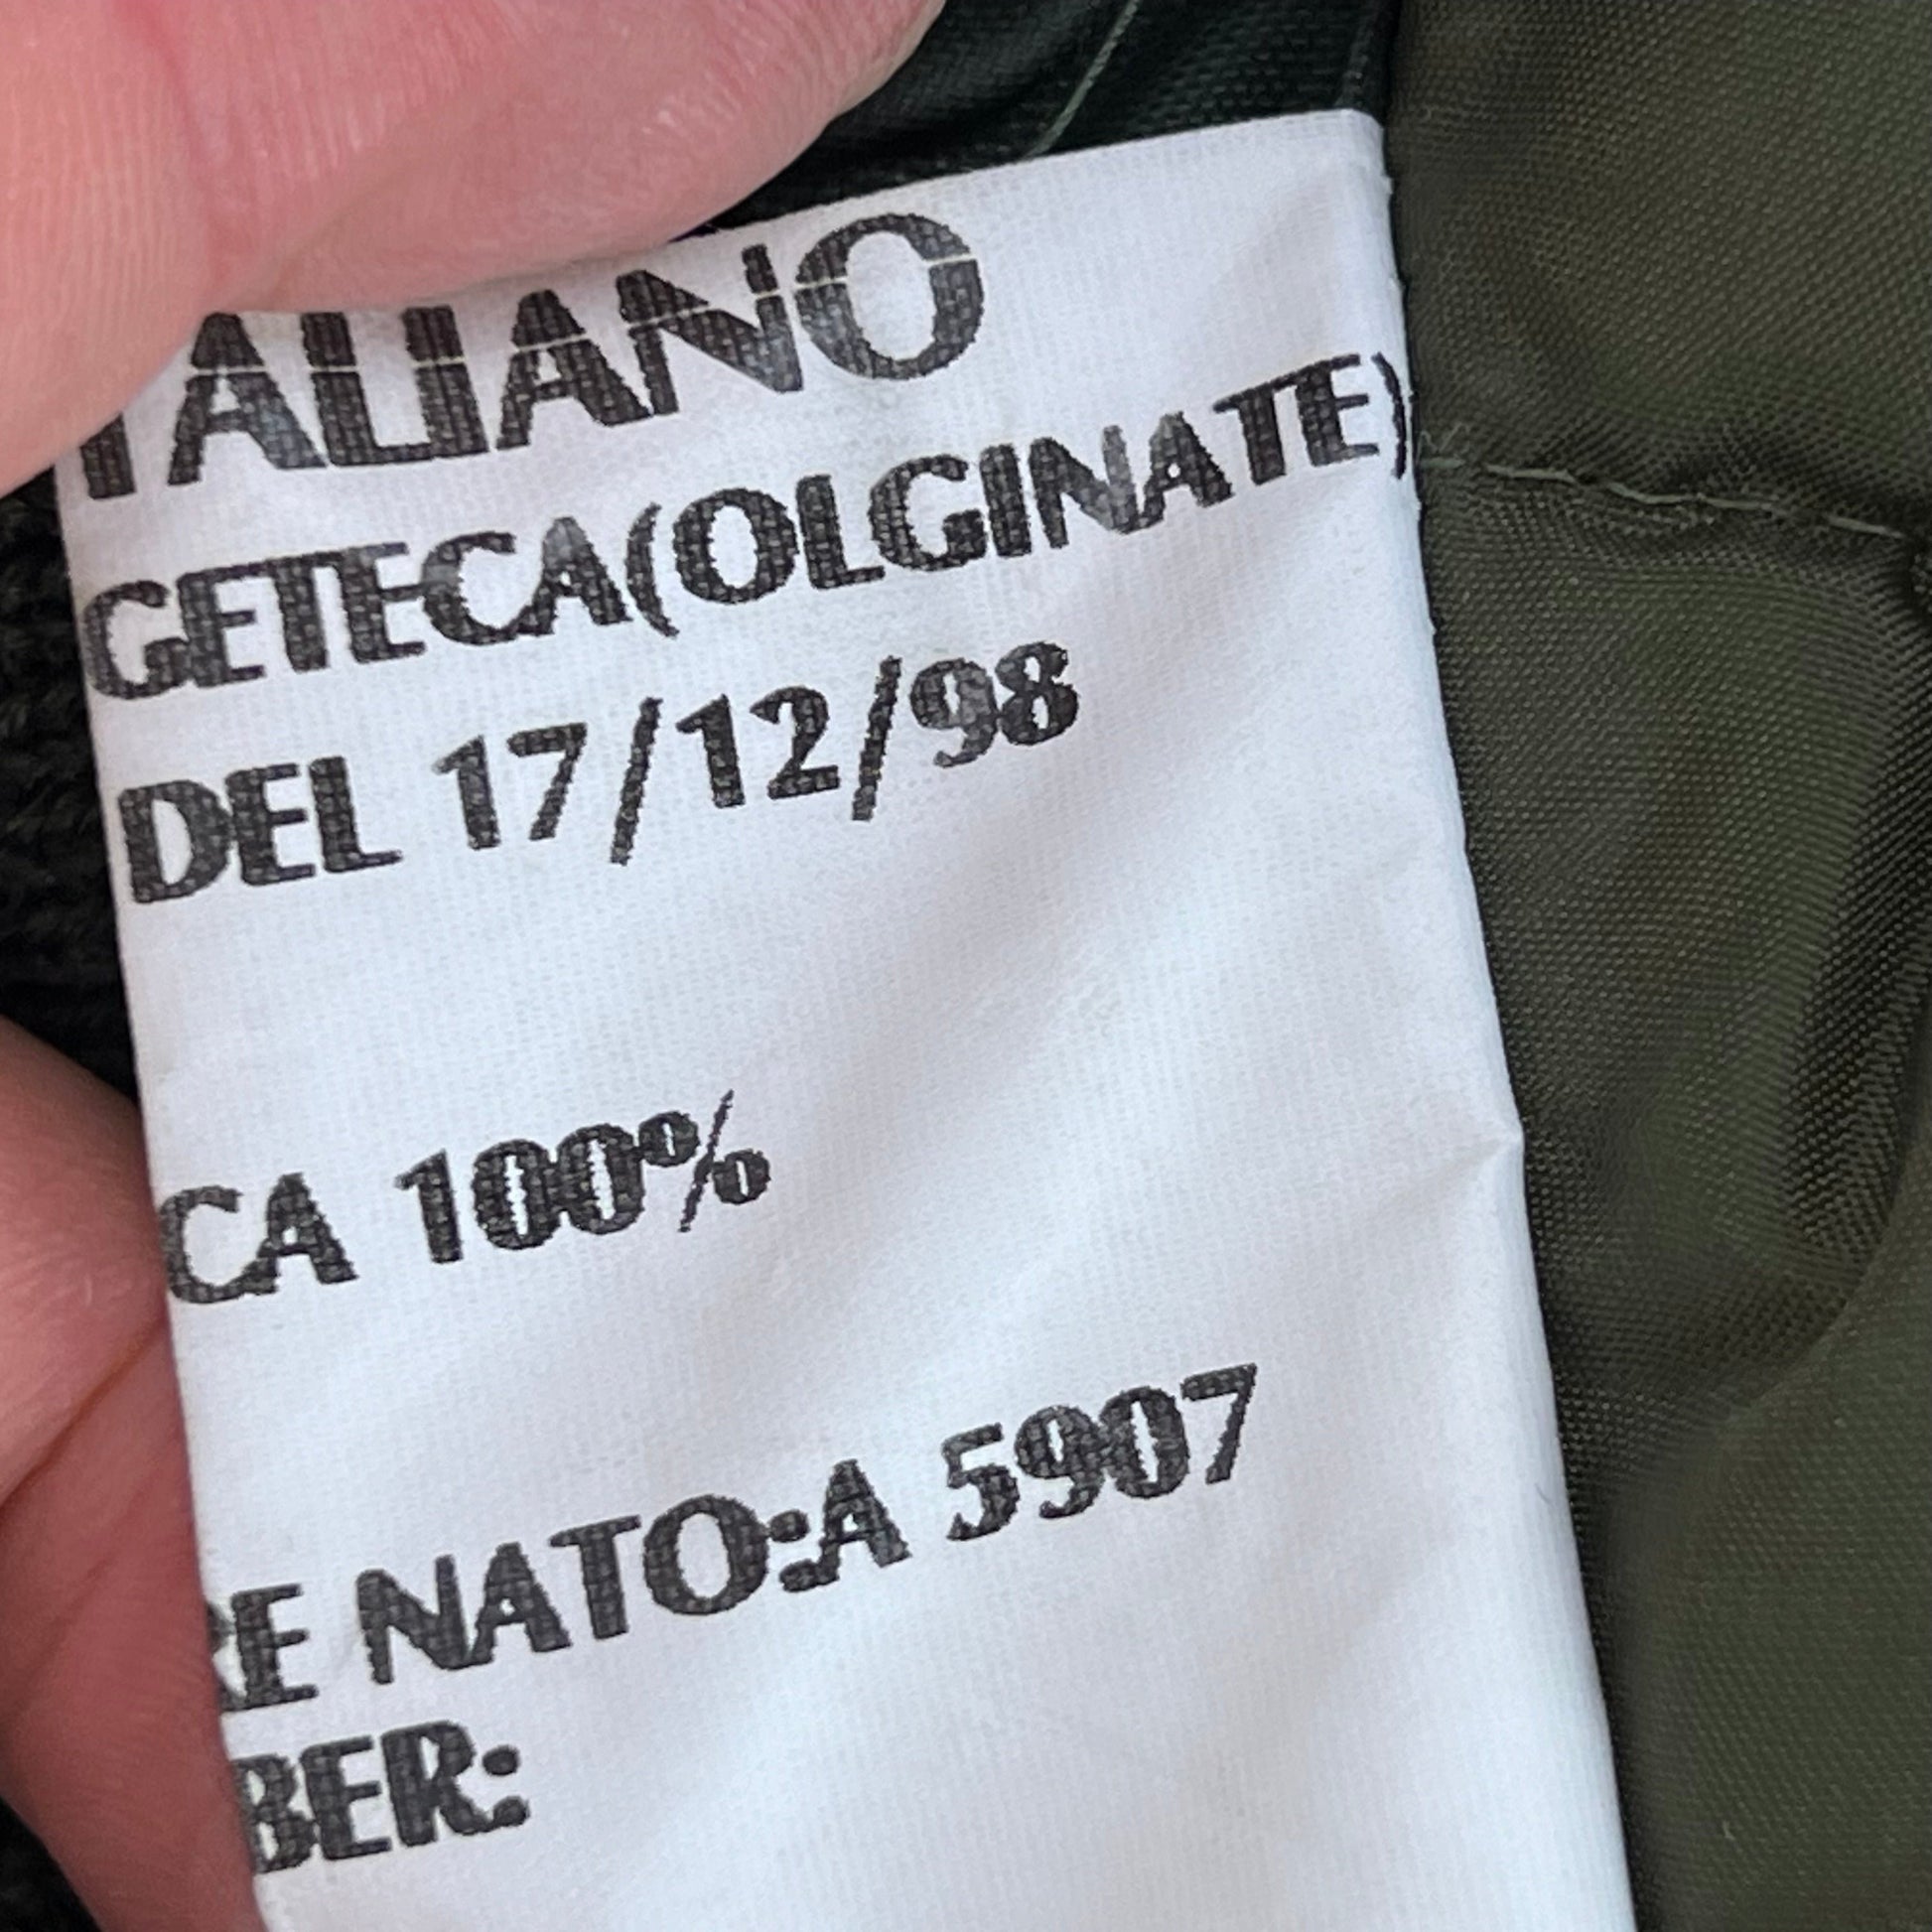 TALIANO
GETECA(OLGINATE)
DEL 17/12/98
CA 100%
RE NATO:A 5907
BER: